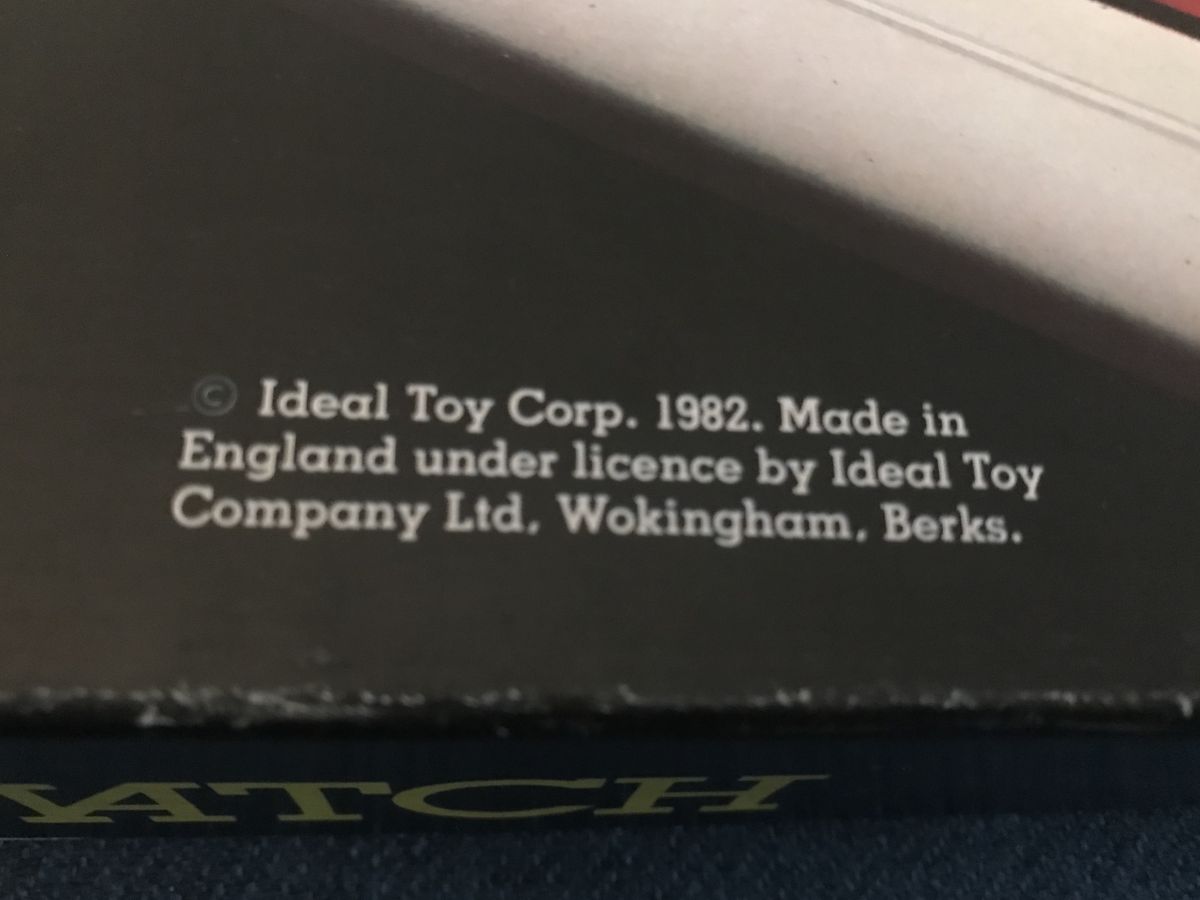 © Ideal Toy Corp. 1982. Made in
England under licence by Ideal Toy
Company Ltd. Wokingham, Berks.